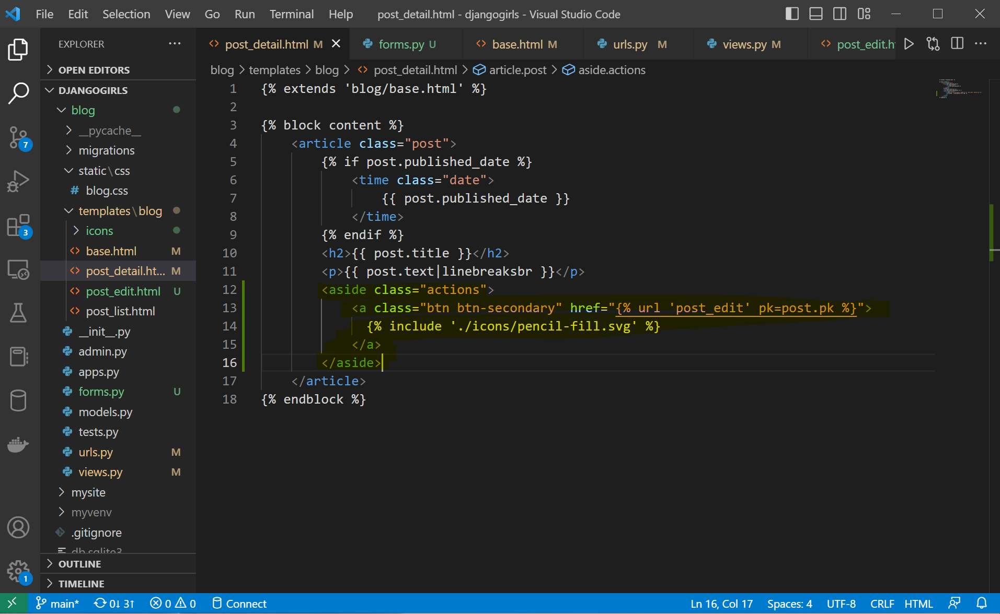 File Edit Selection View Go Run Terminal Help post_detail.html - djangogirls - Visual Studio Code
EXPLORER
post_detail.html M forms.py U base.html M urls.py M views.py M post_edit.h
OPEN EDITORS
blog > templates > blog > post_detail.html > article.post > aside.actions
DJANGOGIRLS
blog
__pycache__
migrations
static\css
blog.css
templates\blog
icons
base.html M
post_detail.ht... M
post_edit.html U
post_list.html
__init__.py
admin.py
apps.py
forms.py U
models.py
tests.py
urls.py M
views.py M
mysite
myvenv
.gitignore
db.sqlite3
OUTLINE
TIMELINE
7
3
1
1 {% extends 'blog/base.html' %}
2
3 {% block content %}
4 <article class="post">
5 {% if post.published_date %}
6 <time class="date">
7 {{ post.published_date }}
8 </time>
9 {% endif %}
10 <h2>{{ post.title }}</h2>
11 <p>{{ post.text|linebreaksbr }}</p>
12 <aside class="actions">
13 <a class="btn btn-secondary" href="{% url 'post_edit' pk=post.pk %}">
14 {% include './icons/pencil-fill.svg' %}
15 </a>
16 </aside>
17 </article>
18 {% endblock %}
main* 0↓ 3↑ 0 0 Connect Ln 16, Col 17 Spaces: 4 UTF-8 CRLF HTML